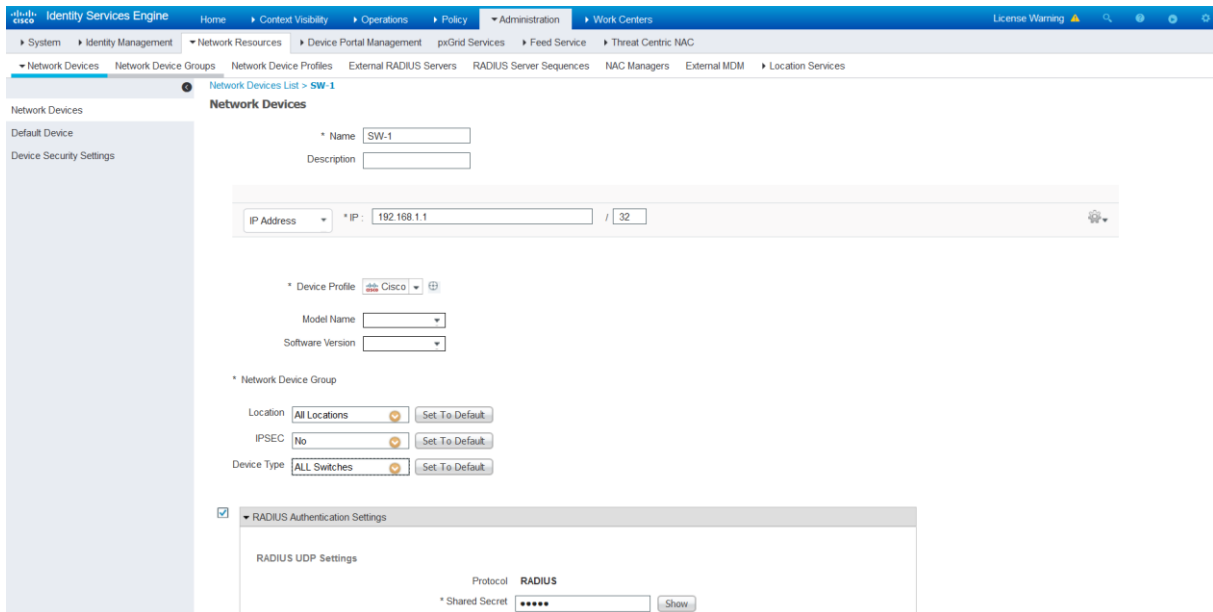 cisco Identity Services Engine Home Context Visibility Operations Policy Administration Work Centers License Warning
System Identity Management Network Resources Device Portal Management pxGrid Services Feed Service Threat Centric NAC
Network Devices Network Device Groups Network Device Profiles External RADIUS Servers RADIUS Server Sequences NAC Managers External MDM Location Services
Network Devices List > SW-1
Network Devices
Network Devices
Default Device
Device Security Settings
* Name SW-1
Description
IP Address * IP : 192.168.1.1 / 32
* Device Profile Cisco
Model Name
Software Version
* Network Device Group
Location All Locations Set To Default
IPSEC No Set To Default
Device Type ALL Switches Set To Default
RADIUS Authentication Settings
RADIUS UDP Settings
Protocol RADIUS
* Shared Secret ••••• Show